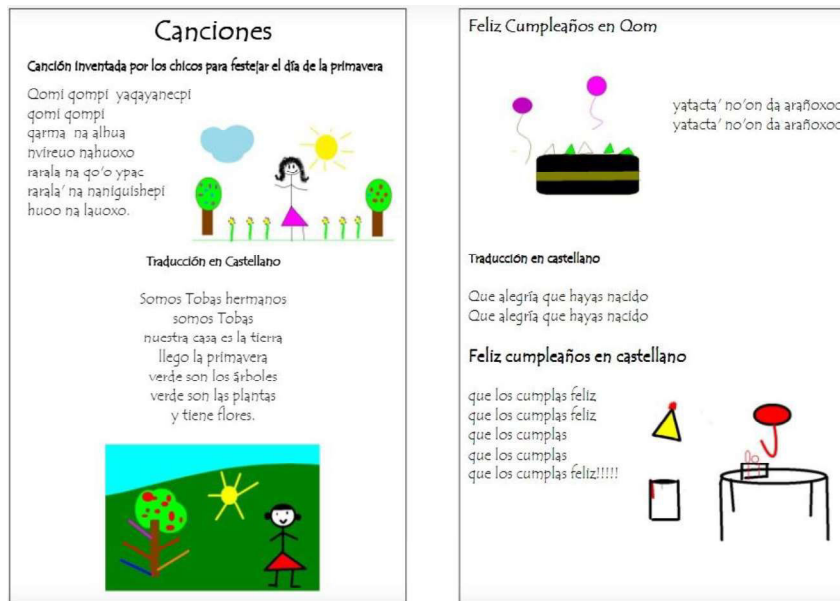 Canciones
Canción inventada por los chicos para festejar el día de la primavera
Qomi qompi yaqayanecpi
qomi qompi
qarma na alhua
nvireuo nahuoxo
rarala na qo'o ypac
rarala' na naniguishepi
huoo na lauoxo.
Traducción en Castellano
Somos Tobas hermanos
somos Tobas
nuestra casa es la tierra
llego la primavera
verde son los árboles
verde son las plantas
y tiene flores.
Feliz Cumpleaños en Qom
yatacta' no'on da arañoxoc
yatacta' no'on da arañoxoc
Traducción en castellano
Que alegría que hayas nacido
Que alegría que hayas nacido
Feliz cumpleaños en castellano
que los cumplas feliz
que los cumplas feliz
que los cumplas
que los cumplas
que los cumplas feliz!!!!!